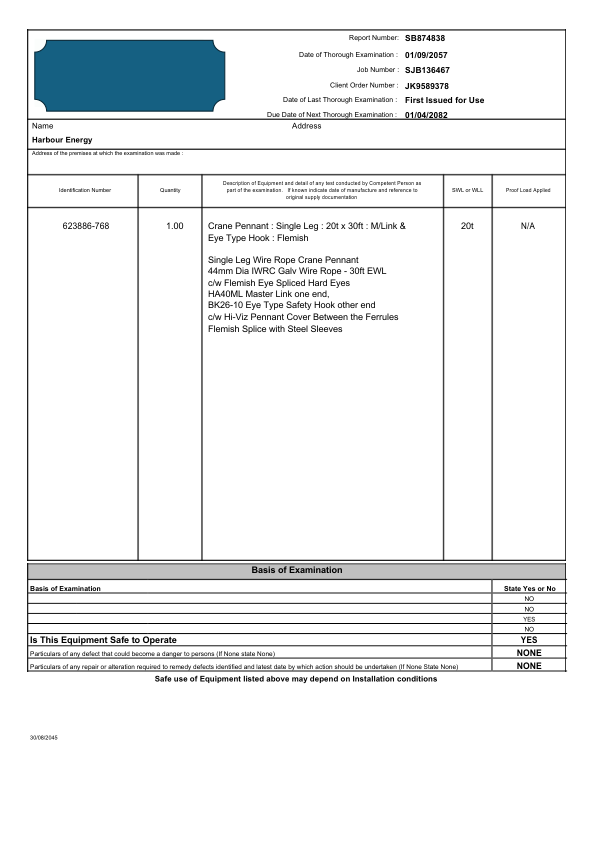 Report Number: SB874838
Date of Thorough Examination : 01/09/2057
Job Number : SJB136467
Client Order Number : JK9589378
Date of Last Thorough Examination : First Issued for Use
Due Date of Next Thorough Examination : 01/04/2082
Name Address
Harbour Energy
Address of the premises at which the examination was made :
Identification Number Quantity Description of Equipment and detail of any test conducted by Competent Person as SWL or WLL Proof Load Applied
part of the examination. If known indicate date of manufacture and reference to
original supply documentation
623886-768 1.00 Crane Pennant : Single Leg : 20t x 30ft : M/Link & 20t N/A
Eye Type Hook : Flemish
Single Leg Wire Rope Crane Pennant
44mm Dia IWRC Galv Wire Rope - 30ft EWL
c/w Flemish Eye Spliced Hard Eyes
HA40ML Master Link one end,
BK26-10 Eye Type Safety Hook other end
c/w Hi-Viz Pennant Cover Between the Ferrules
Flemish Splice with Steel Sleeves
Basis of Examination
Basis of Examination State Yes or No
NO
NO
YES
NO
Is This Equipment Safe to Operate YES
Particulars of any defect that could become a danger to persons (If None state None) NONE
Particulars of any repair or alteration required to remedy defects identified and latest date by which action should be undertaken (If None State None) NONE
Safe use of Equipment listed above may depend on Installation conditions
30/08/2045